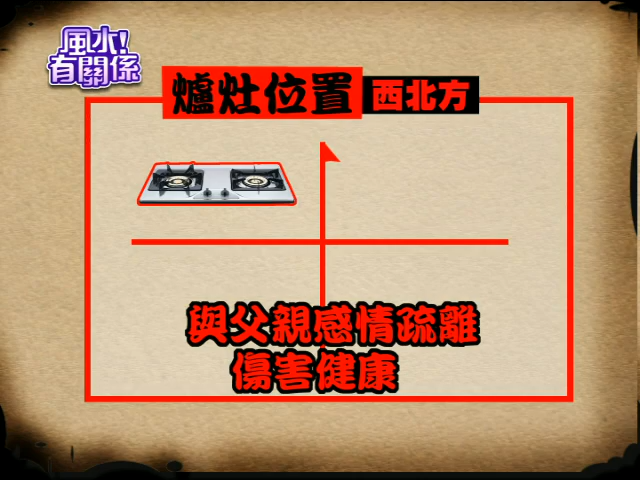 風水!
有關係
爐灶位置 西北方
與父親感情疏離
傷害健康